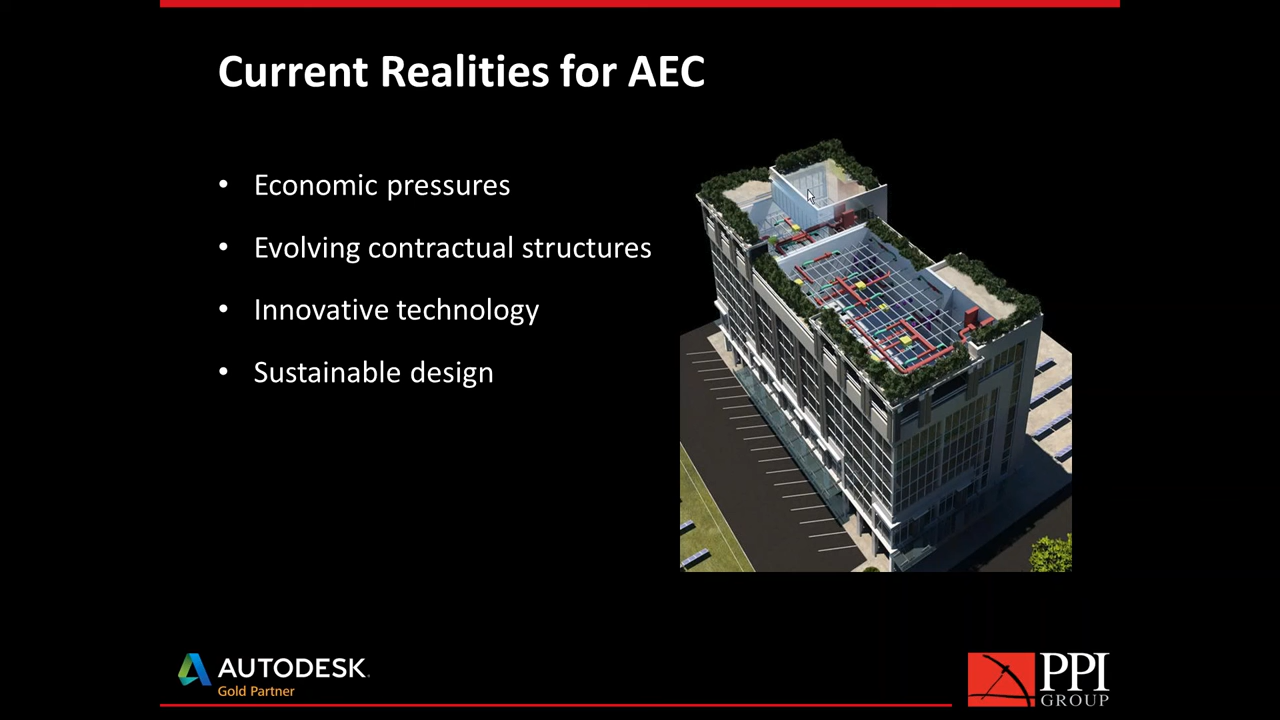 Current Realities for AEC
• Economic pressures
• Evolving contractual structures
• Innovative technology
• Sustainable design
AUTODESK.
Gold Partner
PPI
GROUP